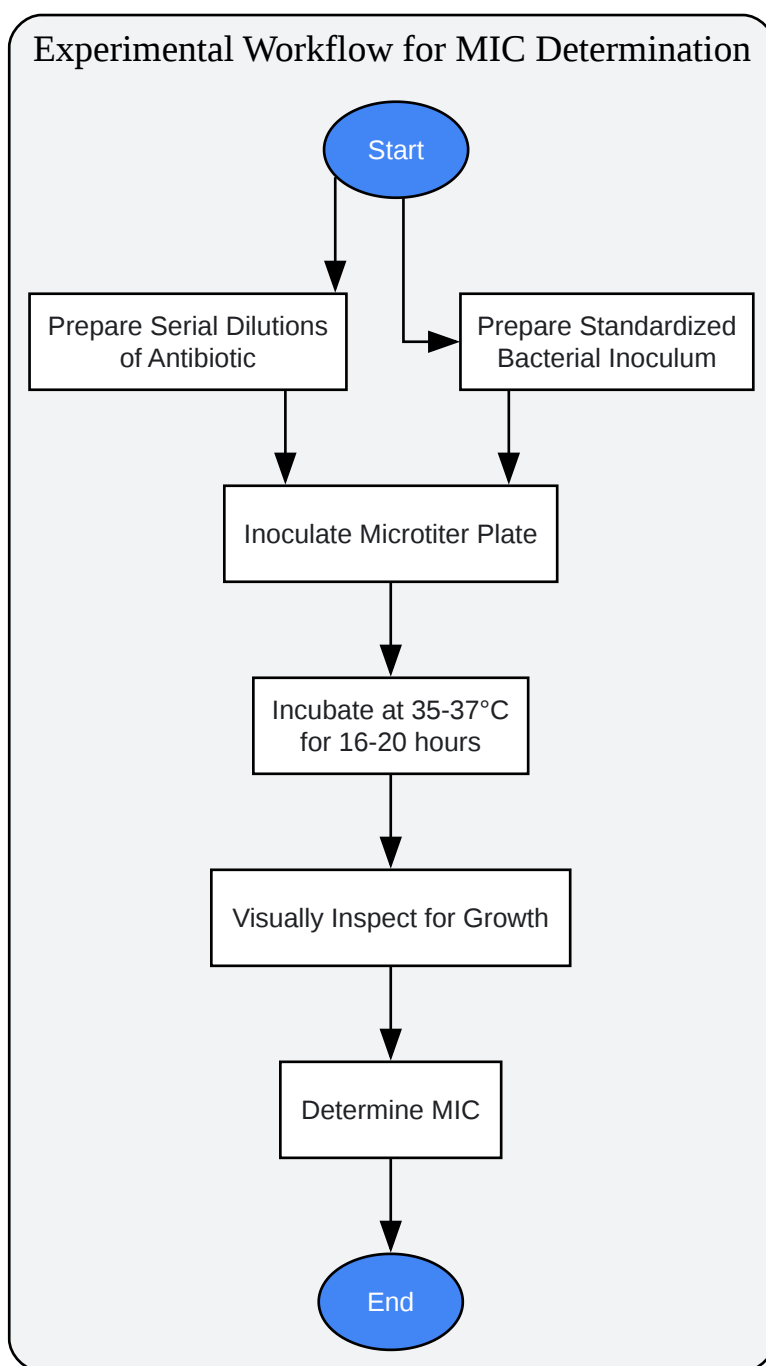 Experimental Workflow for MIC Determination
Start
Prepare Serial Dilutions
of Antibiotic
Prepare Standardized
Bacterial Inoculum
Inoculate Microtiter Plate
Incubate at 35-37°C
for 16-20 hours
Visually Inspect for Growth
Determine MIC
End